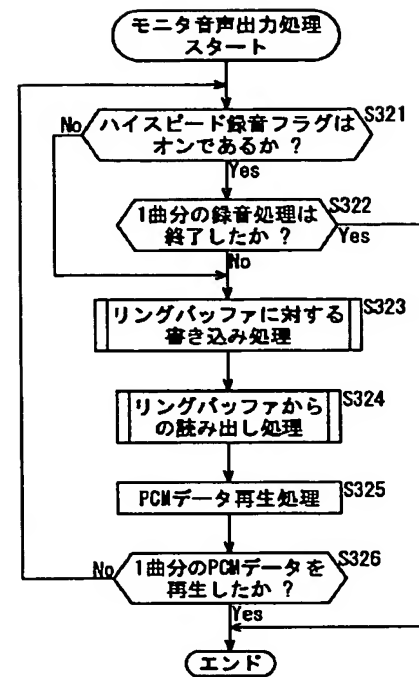 モニタ音声出力処理
スタート
S321
No
ハイスピード録音フラグは
オンであるか ?
Yes
S322
1曲分の録音処理は
終了したか ?
Yes
No
S323
リングバッファに対する
書き込み処理
S324
リングバッファから
の読み出し処理
S325
PCMデータ再生処理
S326
No
1曲分のPCMデータを
再生したか ?
Yes
エンド